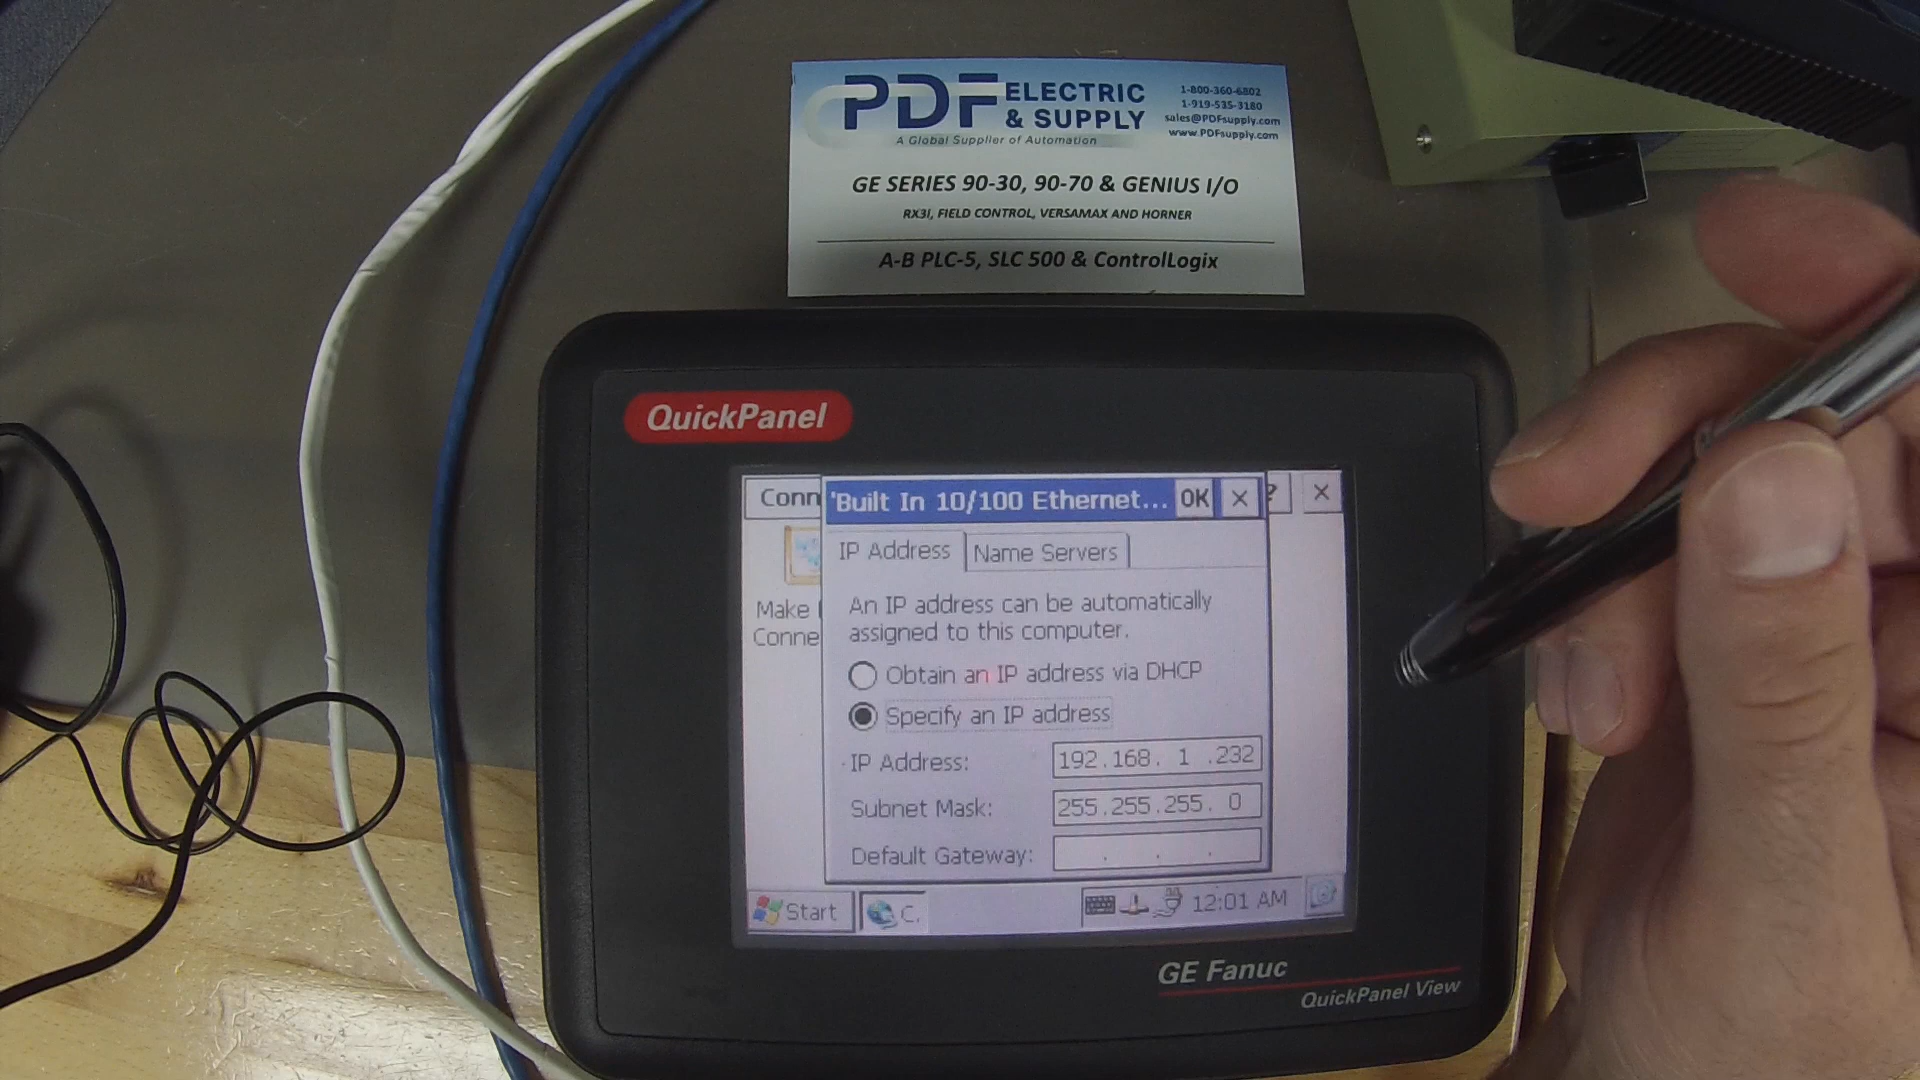 PDF ELECTRIC
& SUPPLY
A Global Supplier of Automation
1-800-360-6802
1-919-535-3180
sales@PDFsupply.com
www.PDFsupply.com
GE SERIES 90-30, 90-70 & GENIUS I/O
RX3I, FIELD CONTROL, VERSAMAX AND HORNER
A-B PLC-5, SLC 500 & ControlLogix
QuickPanel
Conn
'Built In 10/100 Ethernet... OK ×
? ×
IP Address Name Servers
Make
Conne
An IP address can be automatically
assigned to this computer.
Obtain an IP address via DHCP
Specify an IP address
IP Address: 192.168. 1 .232
Subnet Mask: 255.255.255. 0
Default Gateway: . . .
Start C. 12:01 AM
GE Fanuc
QuickPanel View